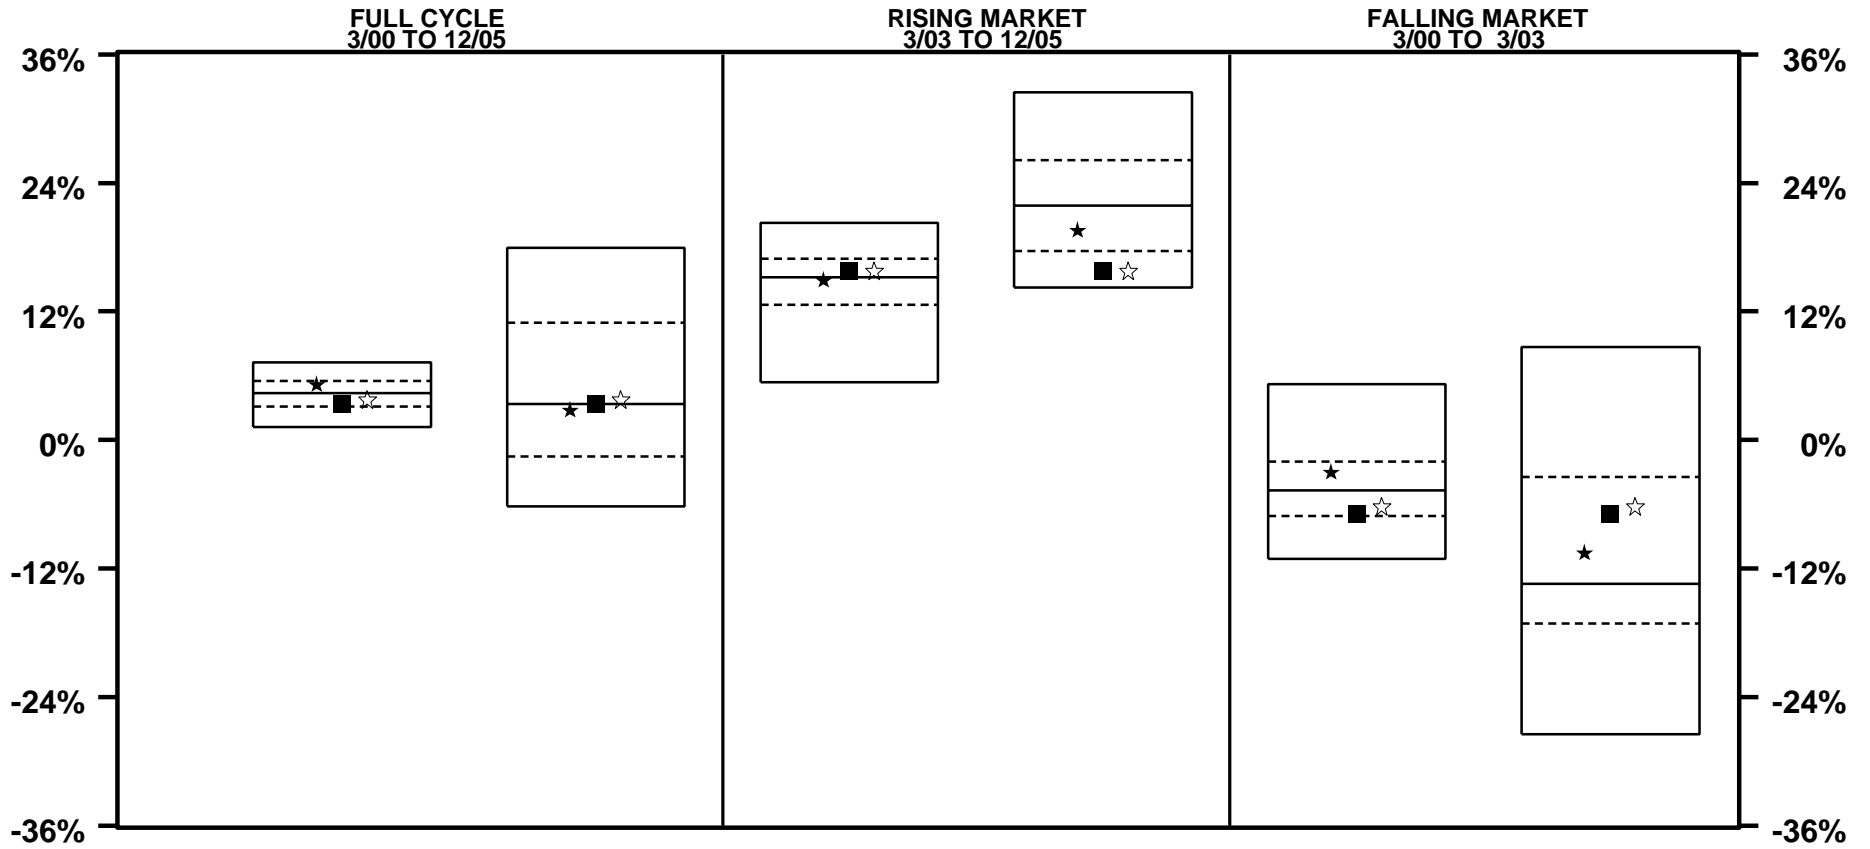 FULL CYCLE
3/00 TO 12/05
RISING MARKET
3/03 TO 12/05
FALLING MARKET
3/00 TO 3/03
36%
36%
24%
24%
12%
12%
0%
0%
-12%
-12%
-24%
-24%
-36%
-36%